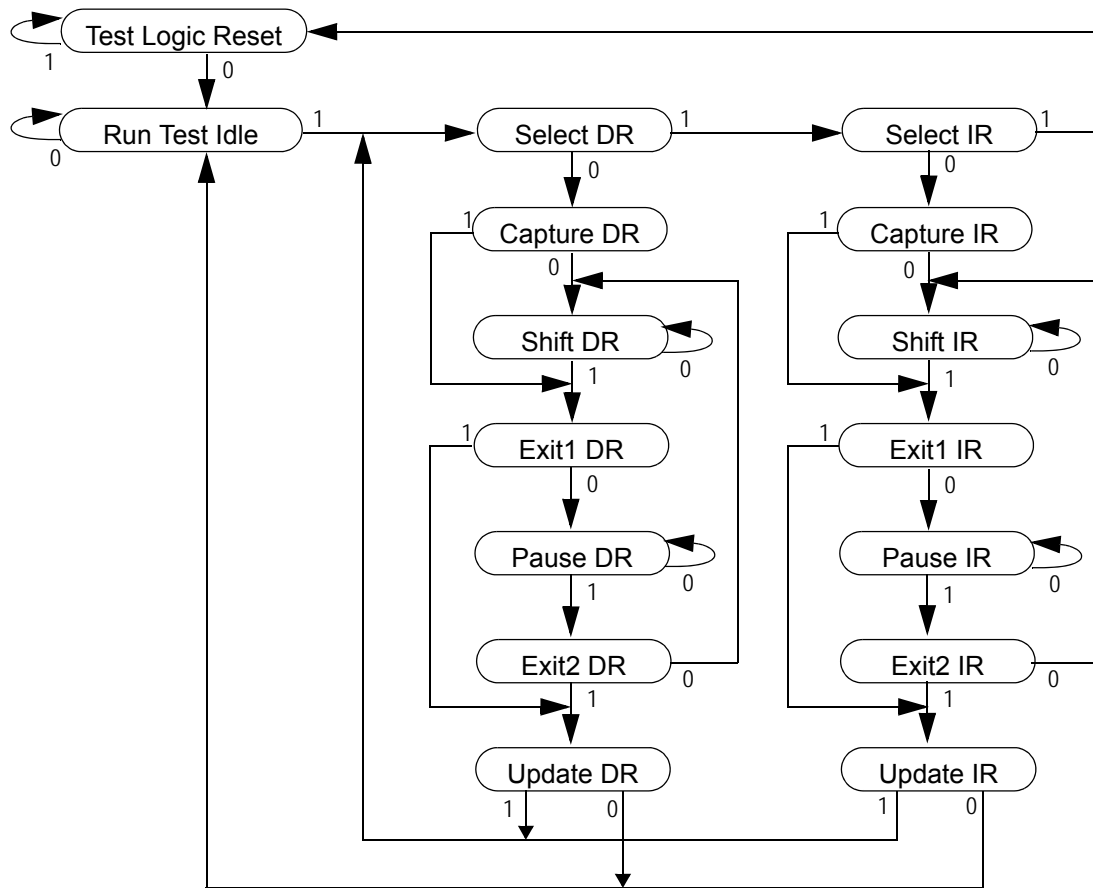 Test Logic Reset
1
0
Run Test Idle
1
Select DR
1
Select IR
1
0
0
0
1
Capture DR
1
Capture IR
0
0
Shift DR
0
Shift IR
0
1
1
1
Exit1 DR
1
Exit1 IR
0
0
Pause DR
0
Pause IR
0
1
1
Exit2 DR
0
Exit2 IR
0
1
1
Update DR
Update IR
1
0
1
0